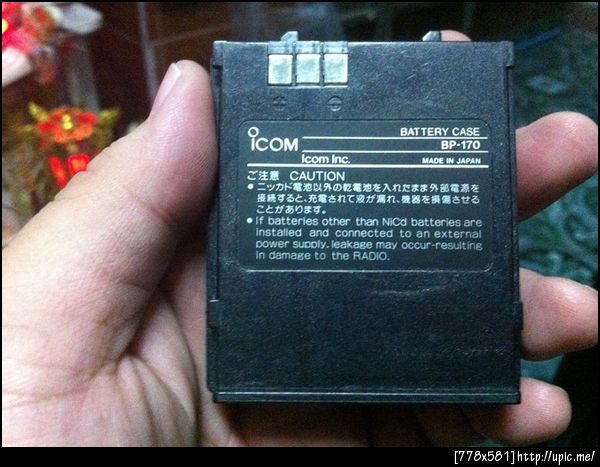 + ⊖
ICOM BATTERY CASE
BP-170
Icom Inc. MADE IN JAPAN
ご注意 CAUTION
● ニッカド電池以外の乾電池を入れたまま外部電源を
接続すると、充電されて液が漏れ、機器を損傷させる
ことがあります。
● If batteries other than NiCd batteries are
installed and connected to an external
power supply, leakage may occur-resulting
in damage to the RADIO.
[778x581]http://upic.me/